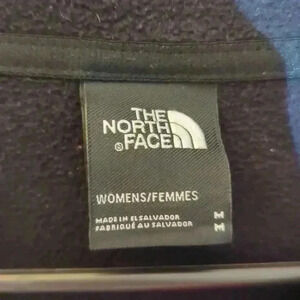 THE
NORTH
FACE
WOMENS/FEMMES
MADE IN EL SALVADOR M
FABRIQUÉ AU SALVADOR M